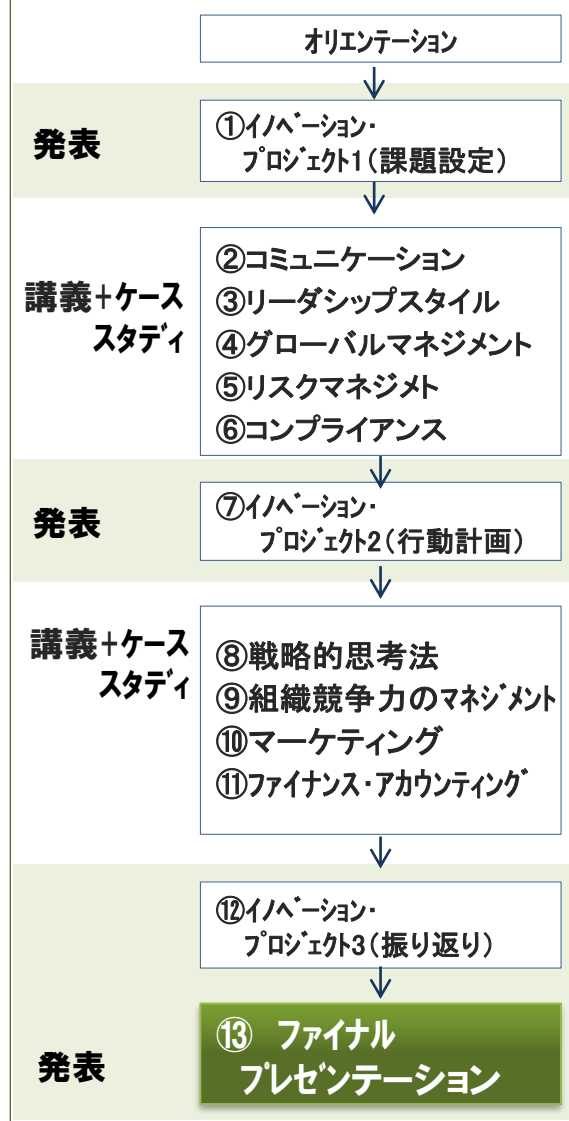 オリエンテーション
発表
①ｲﾉﾍﾞｰｼｮﾝ・
ﾌﾟﾛｼﾞｪｸﾄ1（課題設定）
講義+ケース
スタディ
②コミュニケーション
③リーダシップスタイル
④グローバルマネジメント
⑤リスクマネジメト
⑥コンプライアンス
発表
⑦ｲﾉﾍﾞｰｼｮﾝ・
ﾌﾟﾛｼﾞｪｸﾄ2（行動計画）
講義+ケース
スタディ
⑧戦略的思考法
⑨組織競争力のﾏﾈｼﾞﾒﾝﾄ
⑩マーケティング
⑪ﾌｧｲﾅﾝｽ・ｱｶｳﾝﾃｨﾝｸﾞ
⑫ｲﾉﾍﾞｰｼｮﾝ・
ﾌﾟﾛｼﾞｪｸﾄ3（振り返り）
発表
⑬ ファイナル
プレゼンテーション